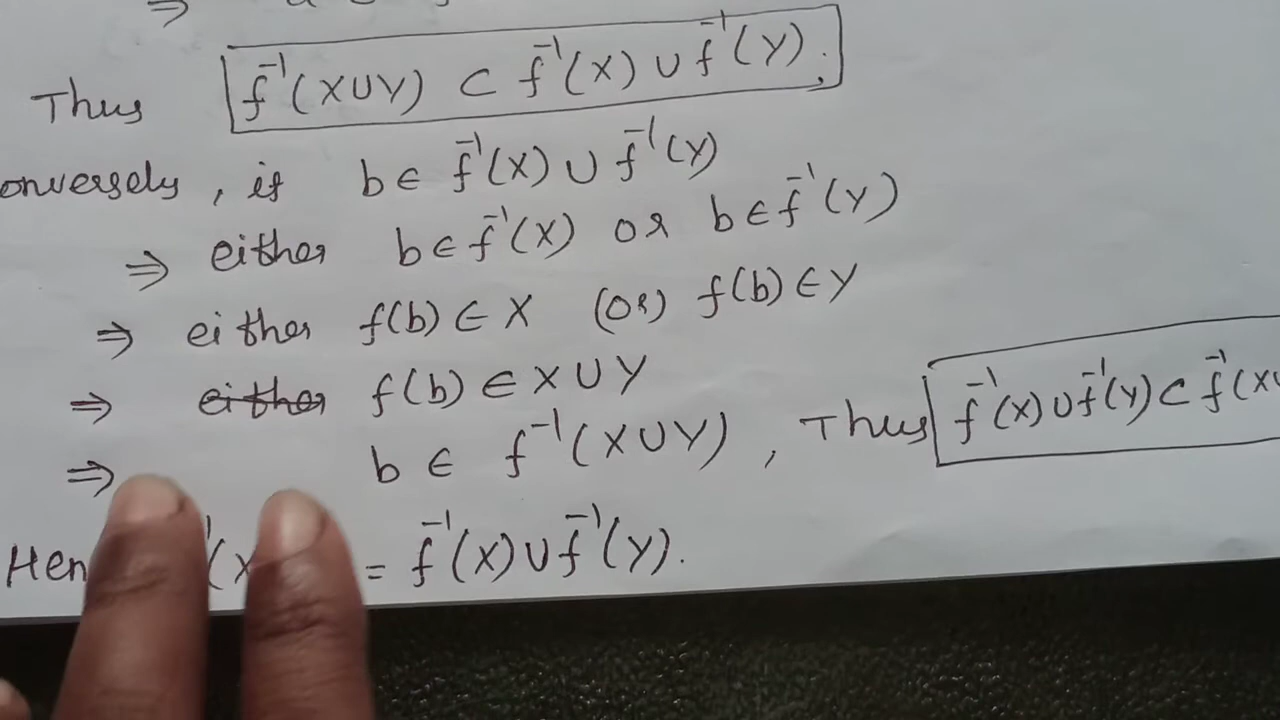 ⇒
Thus f⁻¹(X∪Y) ⊂ f⁻¹(X) ∪ f⁻¹(Y).
onversely, if b ∈ f⁻¹(X) ∪ f⁻¹(Y)
⇒ either b ∈ f⁻¹(X) or b ∈ f⁻¹(Y)
⇒ either f(b) ∈ X (or) f(b) ∈ Y
⇒ either f(b) ∈ X∪Y
⇒ b ∈ f⁻¹(X∪Y), Thus f⁻¹(X)∪f⁻¹(Y) ⊂ f⁻¹(X
Hen (X = f⁻¹(X)∪f⁻¹(Y).